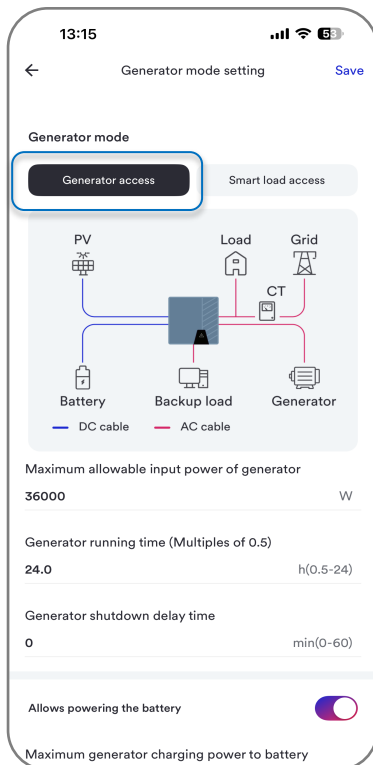 13:15
53
Generator mode setting
Save
Generator mode
Generator access
Smart load access
PV
Load
Grid
CT
Battery
Backup load
Generator
DC cable
AC cable
Maximum allowable input power of generator
36000
W
Generator running time (Multiples of 0.5)
24.0
h(0.5-24)
Generator shutdown delay time
0
min(0-60)
Allows powering the battery
Maximum generator charging power to battery